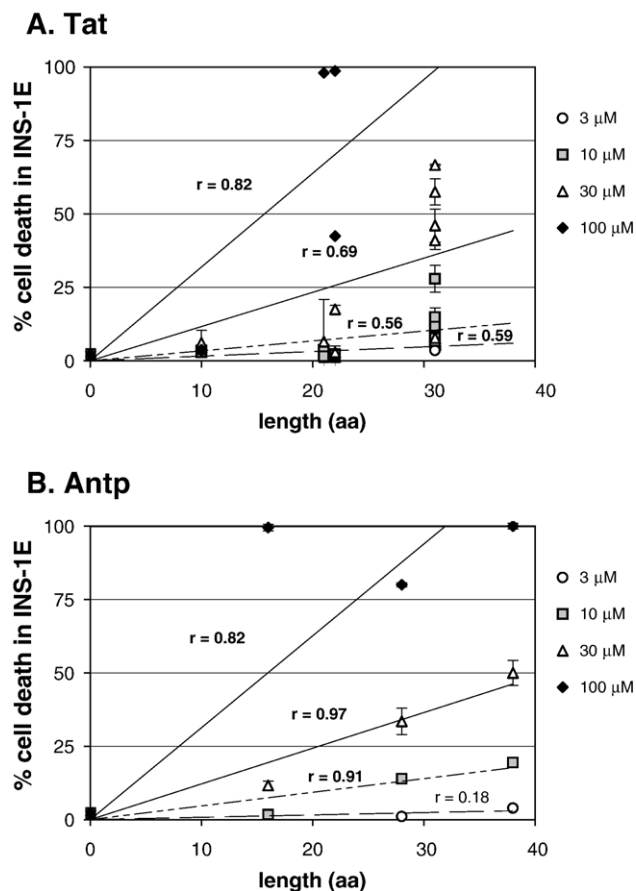 A. Tat
100
75
50
25
0
% cell death in INS-1E
r = 0.82
r = 0.69
r = 0.56
r = 0.59
0 10 20 30 40
length (aa)
3 µM
10 µM
30 µM
100 µM
B. Antp
100
75
50
25
0
% cell death in INS-1E
r = 0.82
r = 0.97
r = 0.91
r = 0.18
0 10 20 30 40
length (aa)
3 µM
10 µM
30 µM
100 µM